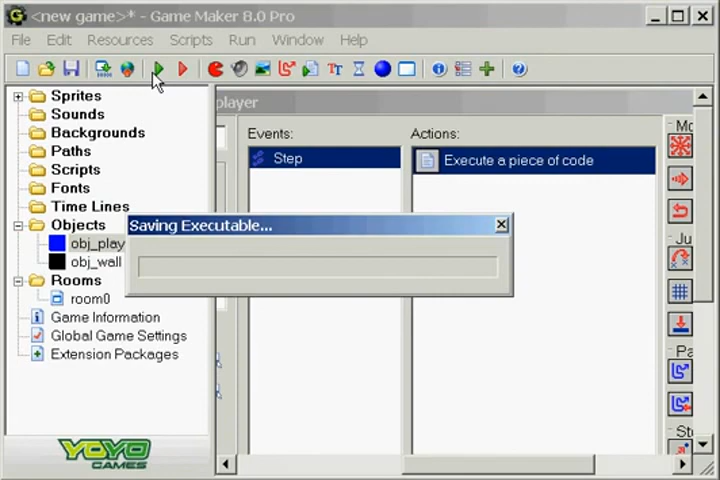 <new game>* - Game Maker 8.0 Pro
File Edit Resources Scripts Run Window Help
Sprites
Sounds
Backgrounds
Paths
Scripts
Fonts
Time Lines
Objects
obj_play
obj_wall
Rooms
room0
Game Information
Global Game Settings
Extension Packages
YOYO
GAMES
player
Events:
Step
Actions:
Execute a piece of code
Saving Executable...
Mo
Ju
Pa
Ste